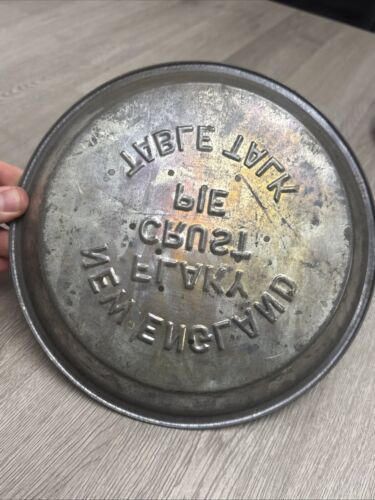 NEW ENGLAND
FLAKY
CRUST
PIE
TABLE TALK